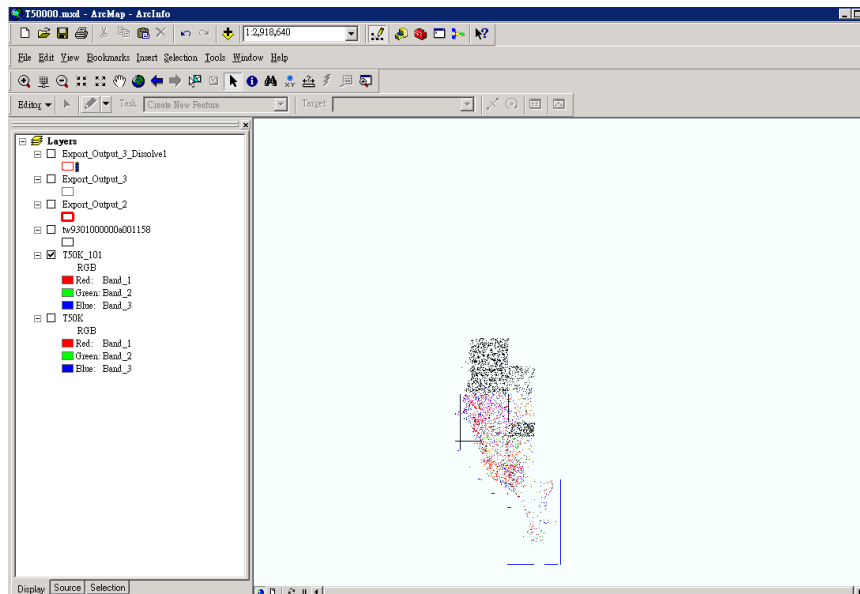 T50000.mxd - ArcMap - ArcInfo
1:2,918,640
File Edit View Bookmarks Insert Selection Tools Window Help
Editor Task: Create New Feature Target:
Layers
Export_Output_3_Dissolve1
Export_Output_3
Export_Output_2
tw9301000000a001158
T50K_101
RGB
Red: Band_1
Green: Band_2
Blue: Band_3
T50K
RGB
Red: Band_1
Green: Band_2
Blue: Band_3
Display Source Selection